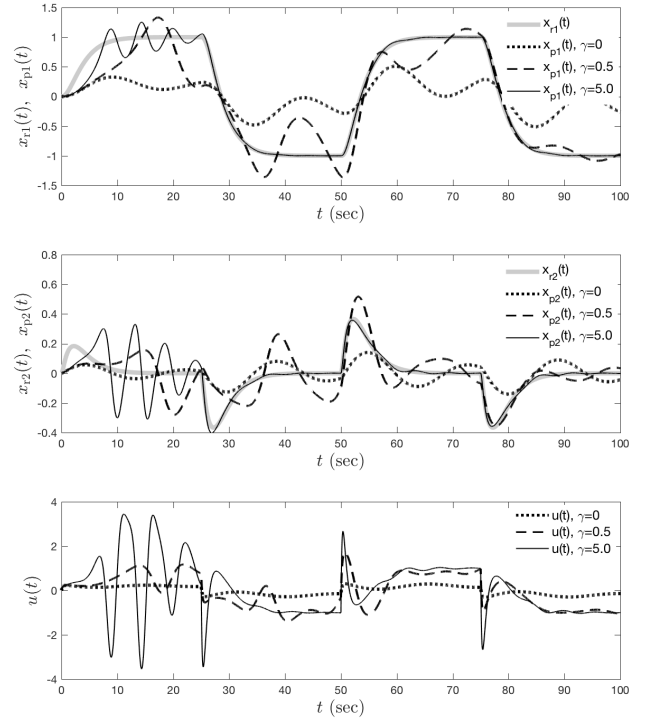 1.5
1
0.5
0
-0.5
-1
-1.5
x_r1(t), x_p1(t)
x_r1(t)
x_p1(t), γ=0
x_p1(t), γ=0.5
x_p1(t), γ=5.0
0 10 20 30 40 50 60 70 80 90 100
t (sec)
0.8
0.6
0.4
0.2
0
-0.2
-0.4
x_r2(t), x_p2(t)
x_r2(t)
x_p2(t), γ=0
x_p2(t), γ=0.5
x_p2(t), γ=5.0
0 10 20 30 40 50 60 70 80 90 100
t (sec)
4
2
0
-2
-4
u(t)
u(t), γ=0
u(t), γ=0.5
u(t), γ=5.0
0 10 20 30 40 50 60 70 80 90 100
t (sec)